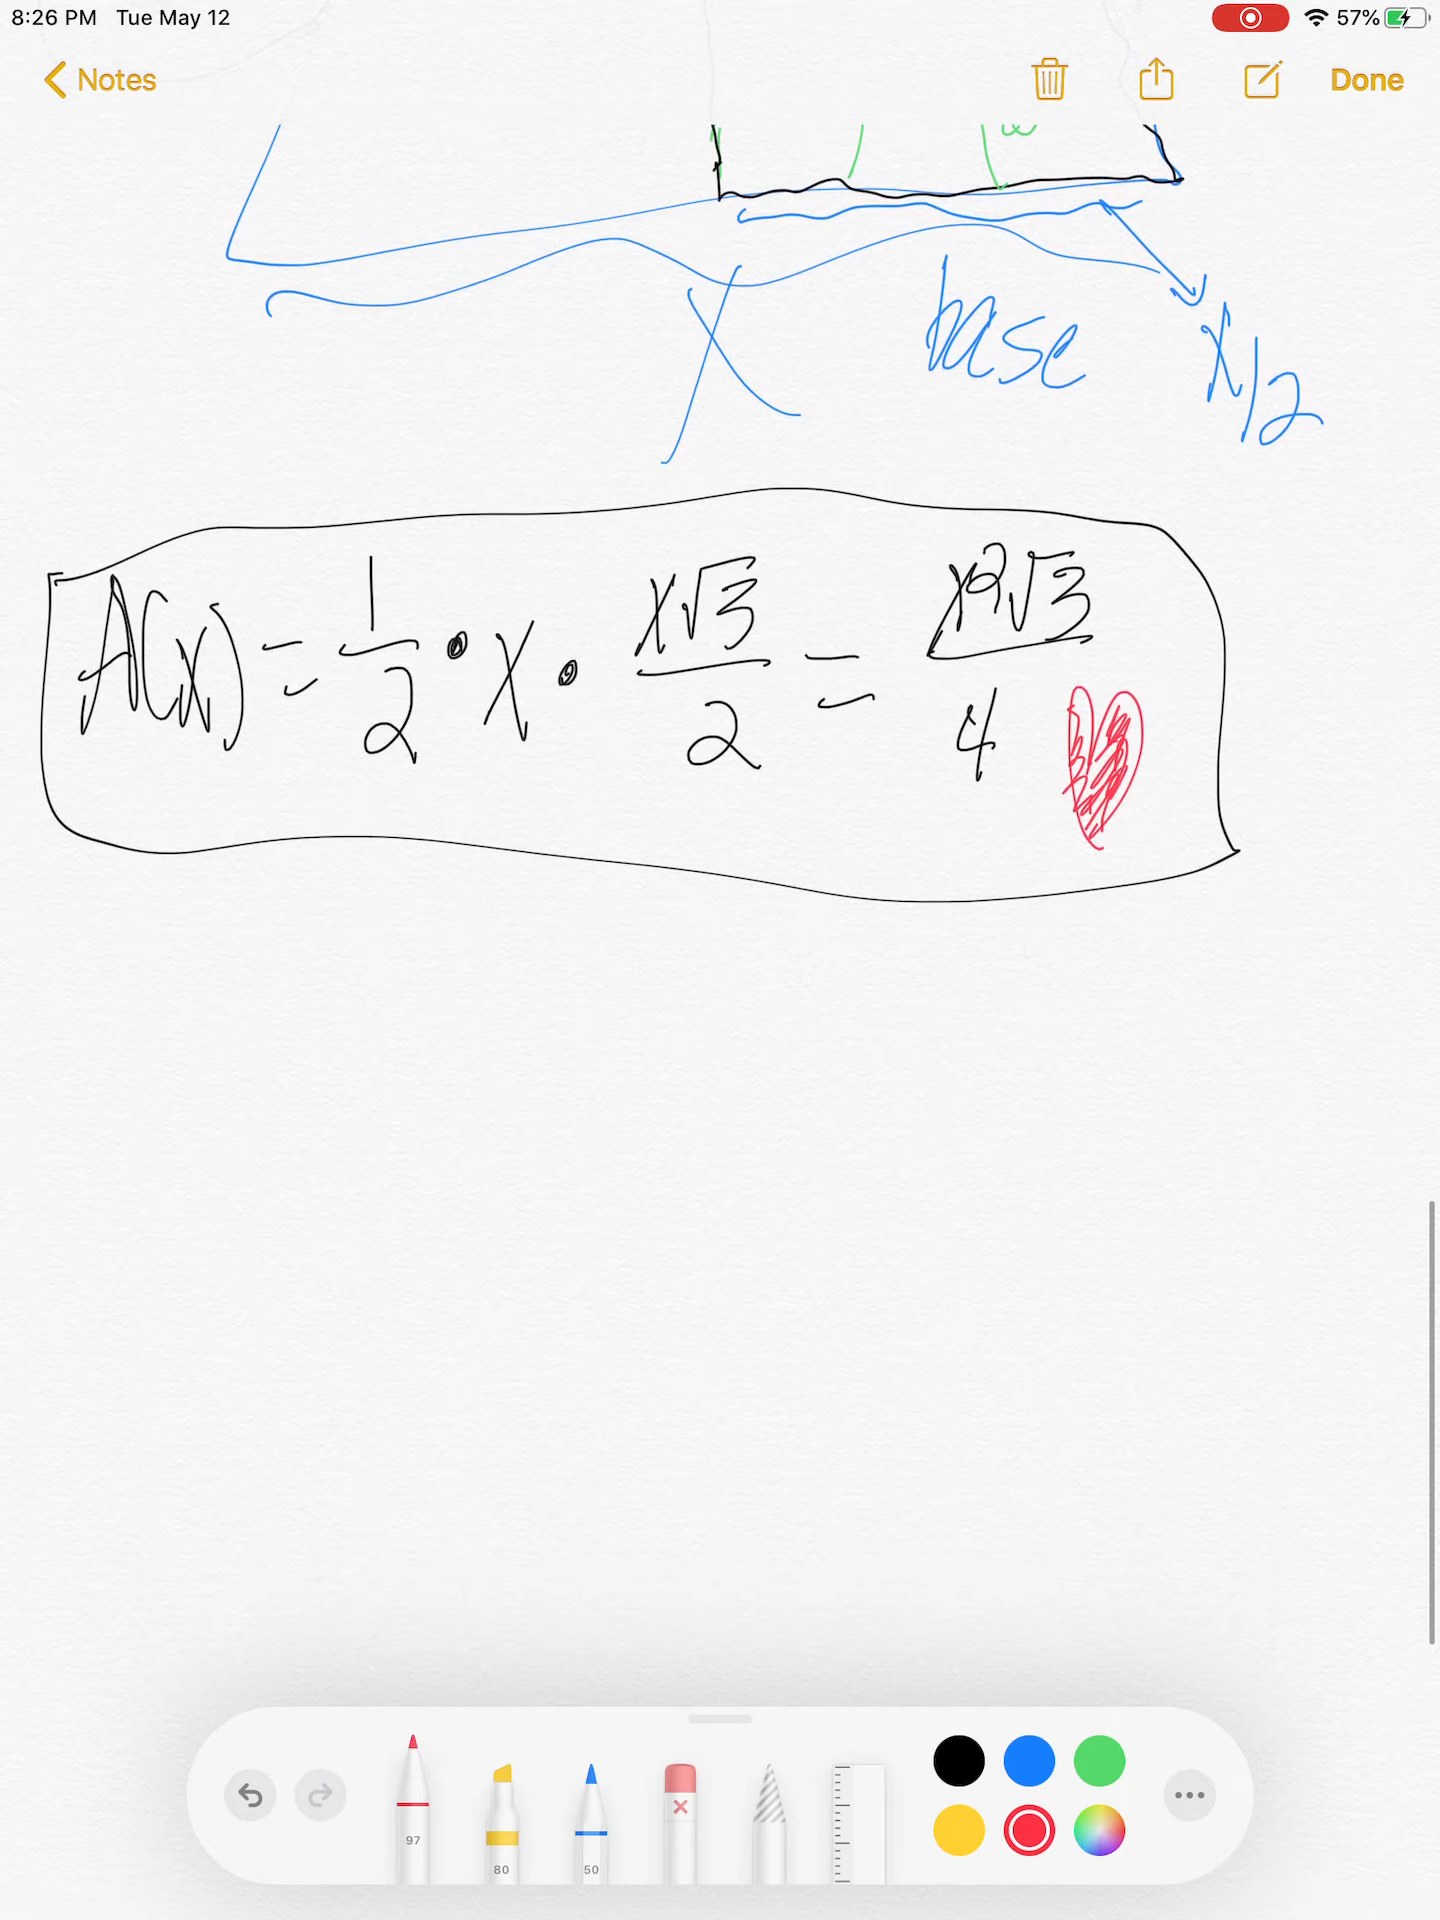 8:26 PM Tue May 12 57%
Notes Done
X base X/2
A(x) = 1/2 • X • X√3/2 = X²√3/4
97 80 50